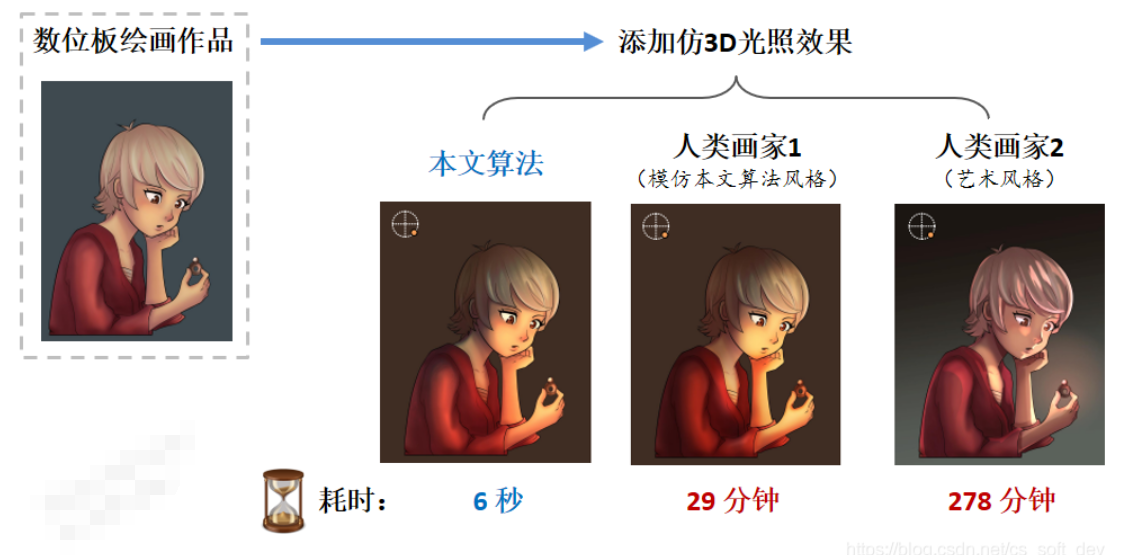 数位板绘画作品
添加仿3D光照效果
本文算法
人类画家1
（模仿本文算法风格）
人类画家2
（艺术风格）
耗时：
6 秒
29 分钟
278 分钟
https://blog.csdn.net/cs_soft_dev